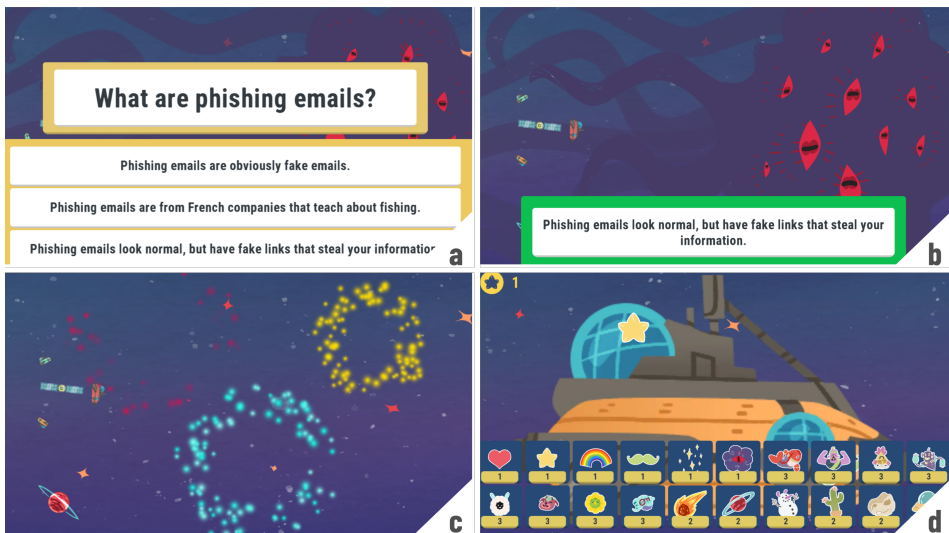 What are phishing emails?
Phishing emails are obviously fake emails.
Phishing emails are from French companies that teach about fishing.
Phishing emails look normal, but have fake links that steal your information
a
Phishing emails look normal, but have fake links that steal your
information.
b
c
1
1 1 1 1 1 1 3 3 3 3
3 3 3 3 2 2 2 2 2
d